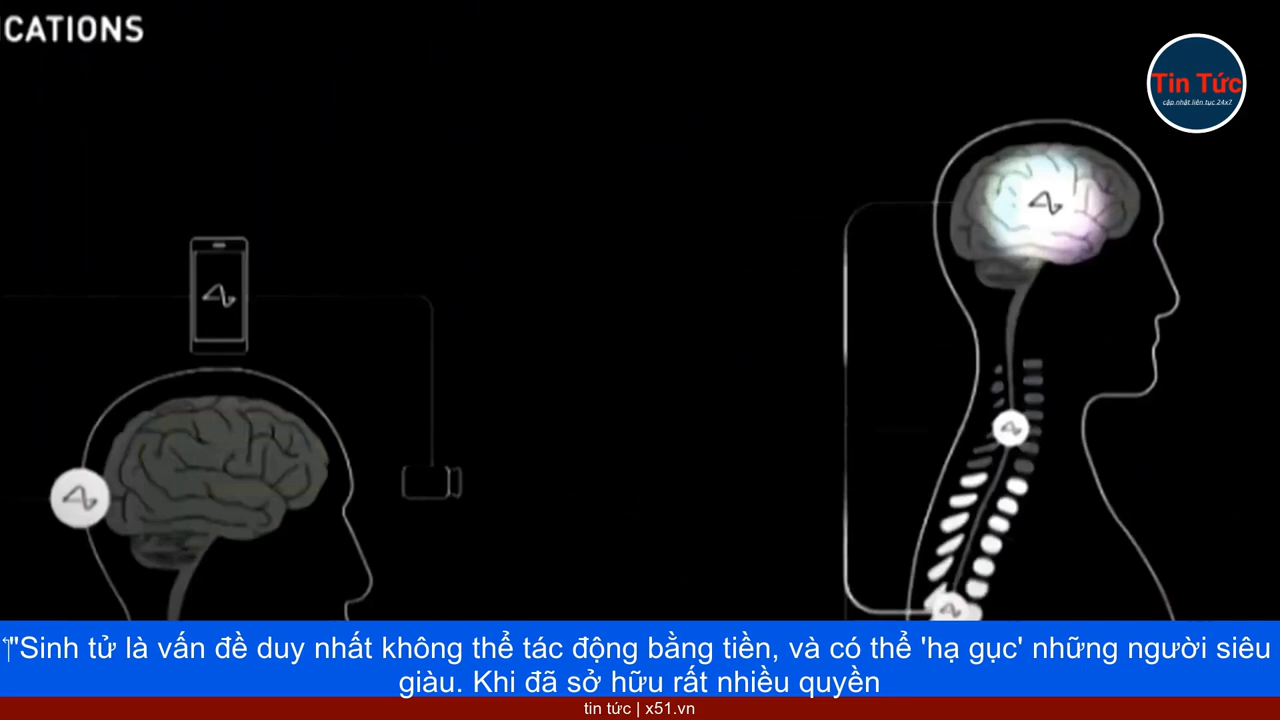 ICATIONS
Tin Tức
cập nhật liên tục 24x7
"Sinh tử là vấn đề duy nhất không thể tác động bằng tiền, và có thể 'hạ gục' những người siêu
giàu. Khi đã sở hữu rất nhiều quyền
tin tức | x51.vn